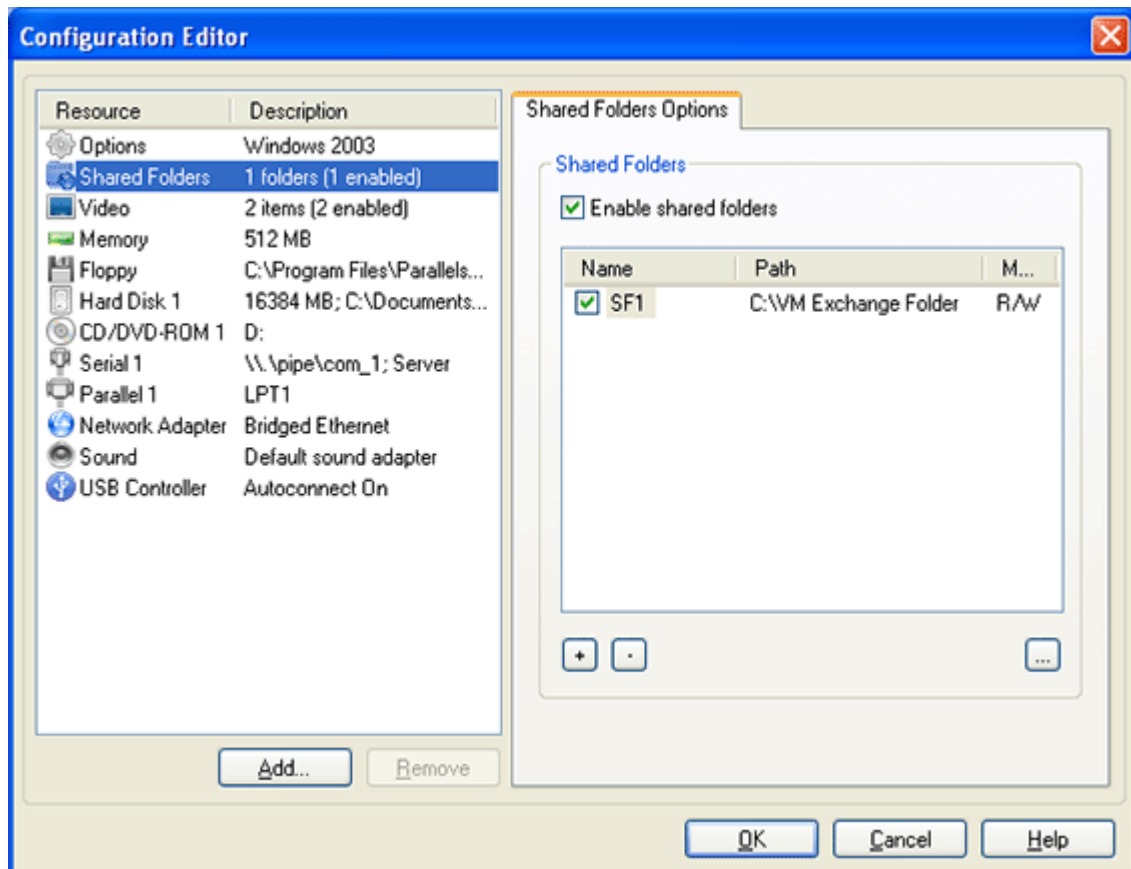 Configuration Editor
Resource Description
Options Windows 2003
Shared Folders 1 folders (1 enabled)
Video 2 items (2 enabled)
Memory 512 MB
Floppy C:\Program Files\Parallels...
Hard Disk 1 16384 MB; C:\Documents...
CD/DVD-ROM 1 D:
Serial 1 \\.\pipe\com_1; Server
Parallel 1 LPT1
Network Adapter Bridged Ethernet
Sound Default sound adapter
USB Controller Autoconnect On
Add... Remove
Shared Folders Options
Shared Folders
Enable shared folders
Name Path M...
SF1 C:\VM Exchange Folder R/W
+ - ...
OK Cancel Help